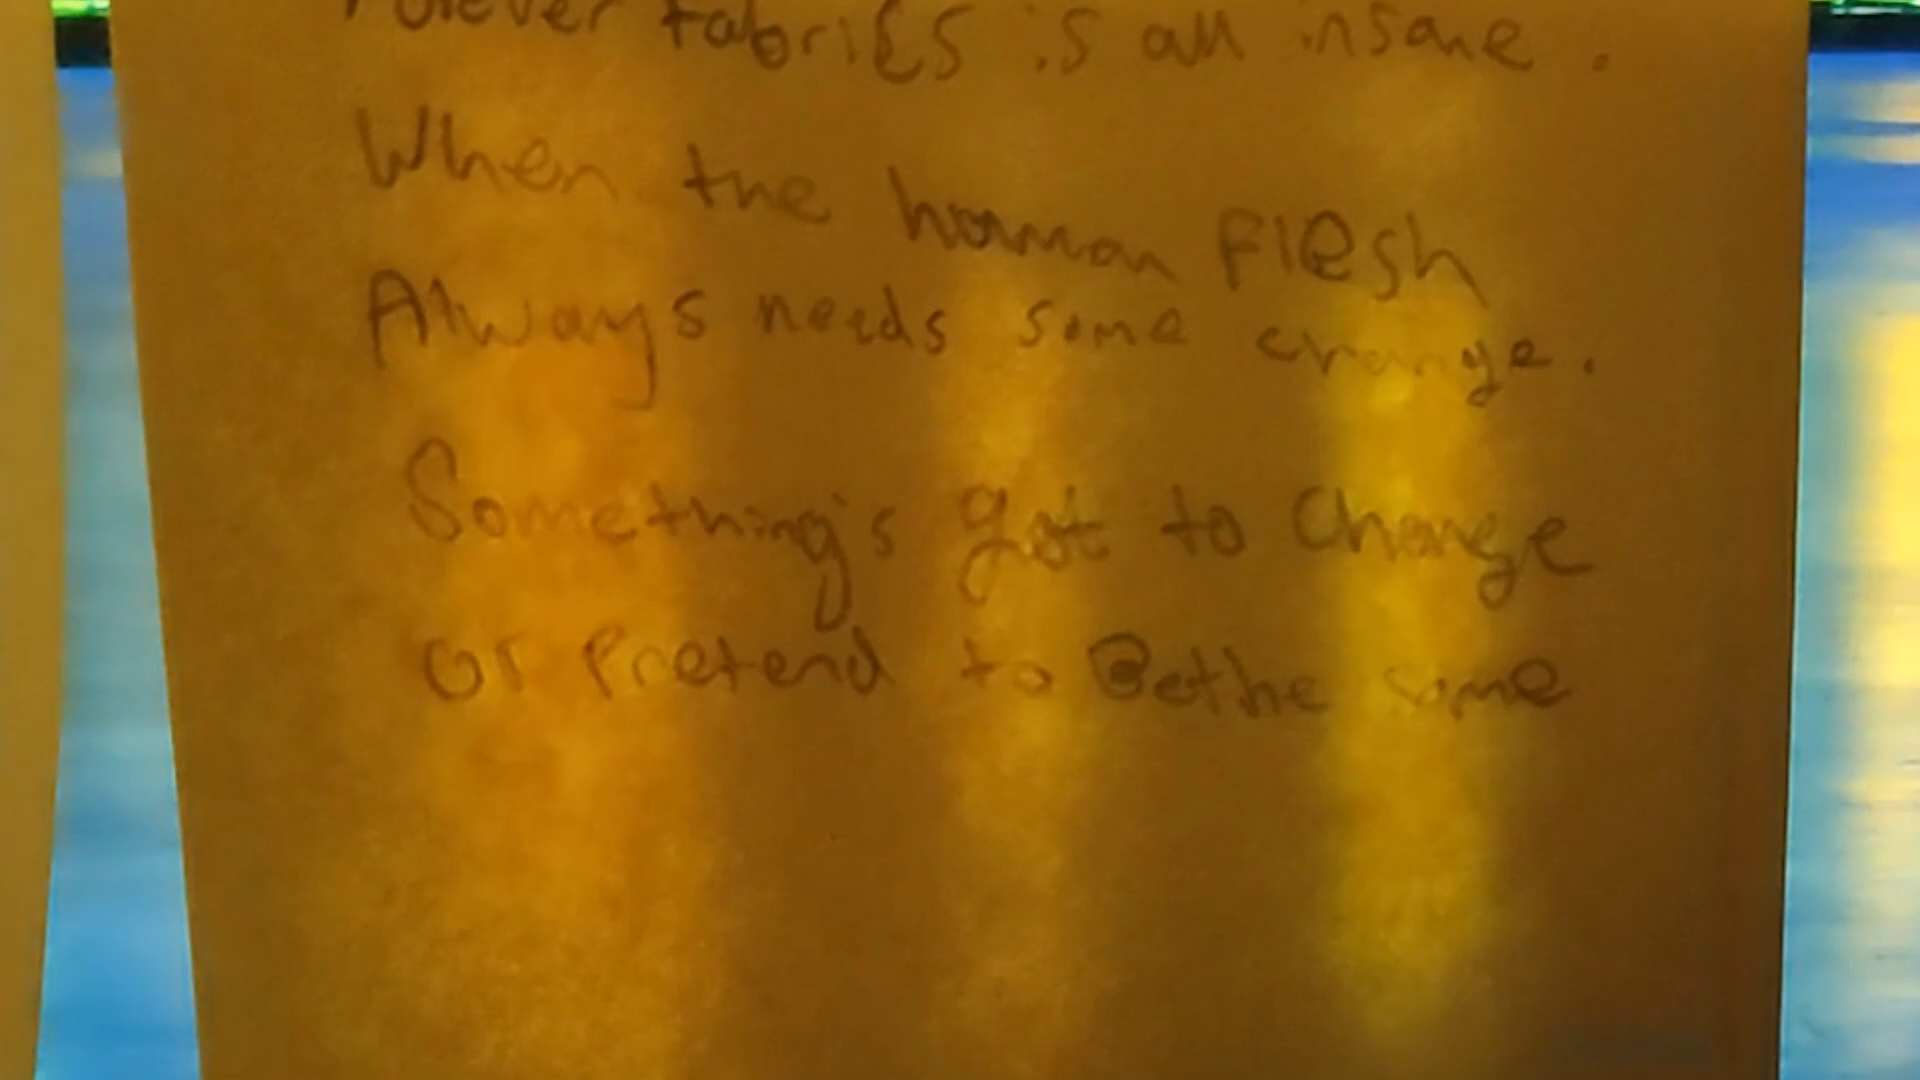 Forever fabrics is all insane.
When the human flesh
Always needs some change.
Something's got to Change
or Pretend to Be the same